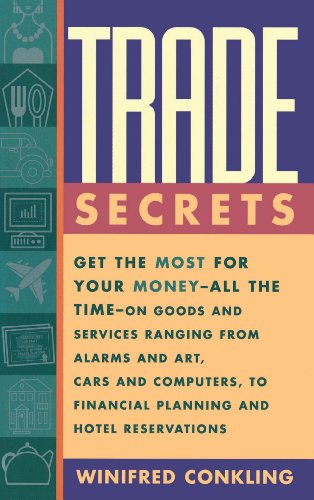 TRADE
SECRETS
GET THE MOST FOR
YOUR MONEY–ALL THE
TIME–ON GOODS AND
SERVICES RANGING FROM
ALARMS AND ART,
CARS AND COMPUTERS, TO
FINANCIAL PLANNING AND
HOTEL RESERVATIONS
WINIFRED CONKLING